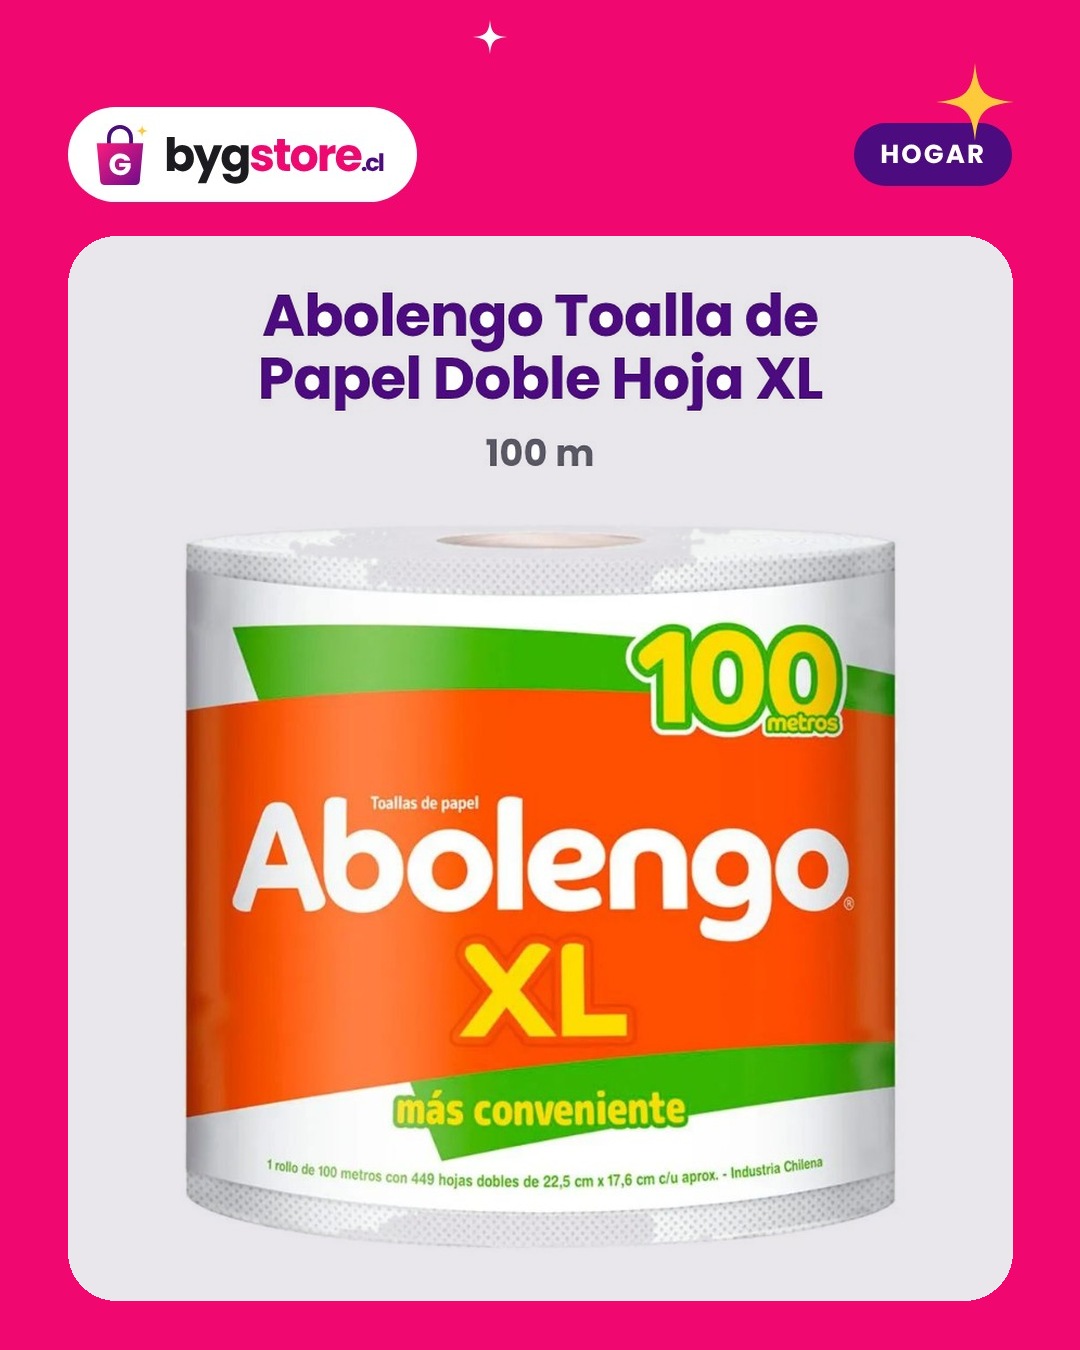 G
bygstore.cl
HOGAR
Abolengo Toalla de
Papel Doble Hoja XL
100 m
100
metros
Toallas de papel
Abolengo®
XL
más conveniente
1 rollo de 100 metros con 449 hojas dobles de 22,5 cm x 17,6 cm c/u aprox. - Industria Chilena